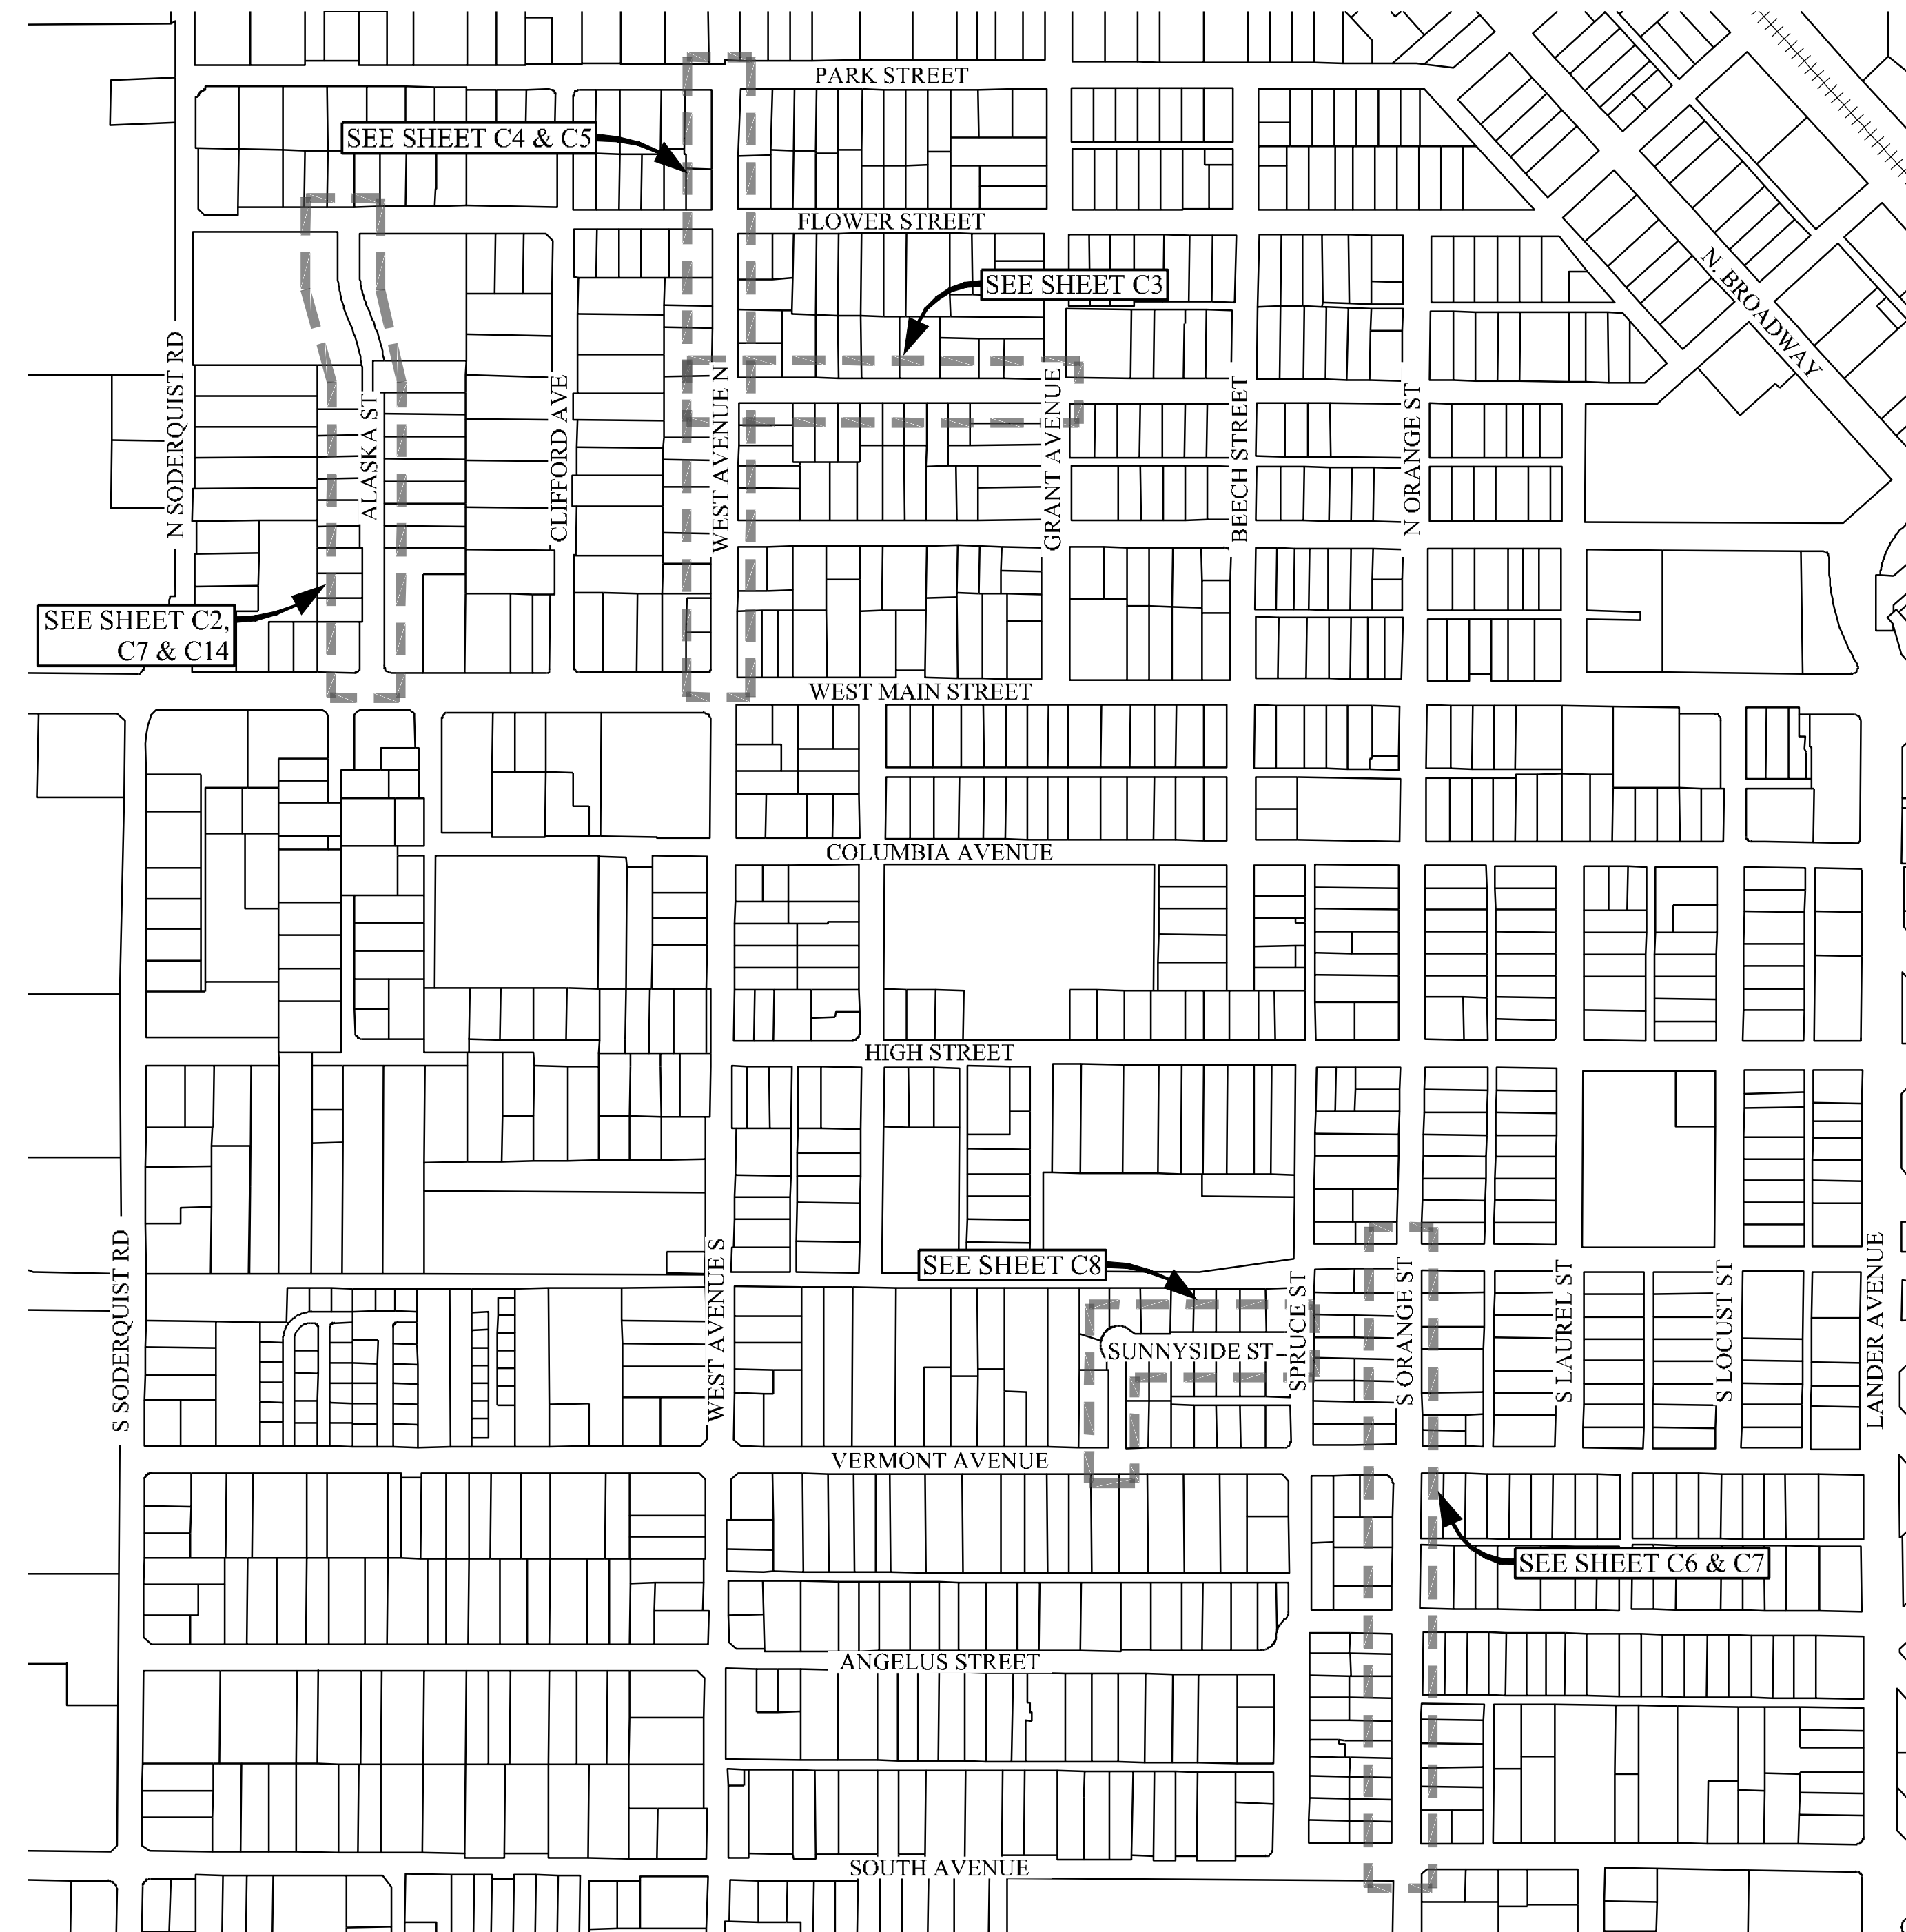 PARK STREET
SEE SHEET C4 & C5
FLOWER STREET
SEE SHEET C3
N. BROADWAY
N SODERQUIST RD
ALASKA ST
CLIFFORD AVE
WEST AVENUE N
GRANT AVENUE
BEECH STREET
N ORANGE ST
SEE SHEET C2,
C7 & C14
WEST MAIN STREET
COLUMBIA AVENUE
HIGH STREET
S SODERQUIST RD
WEST AVENUE S
SEE SHEET C8
SUNNYSIDE ST
SPRUCE ST
S ORANGE ST
S LAUREL ST
S LOCUST ST
LANDER AVENUE
VERMONT AVENUE
SEE SHEET C6 & C7
ANGELUS STREET
SOUTH AVENUE